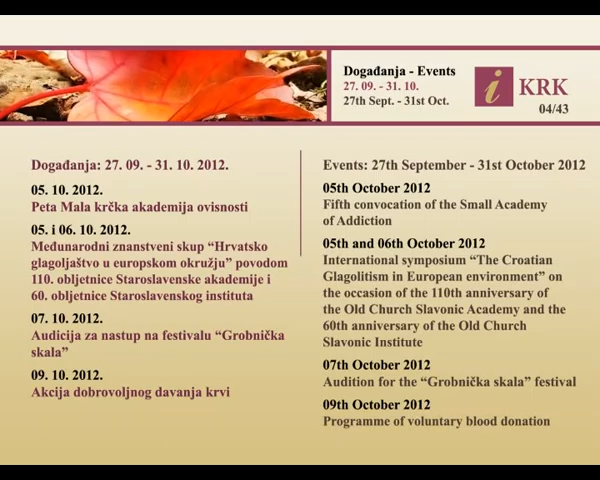 Događanja - Events
27. 09. - 31. 10.
27th Sept. - 31st Oct.
i KRK
04/43
Događanja: 27. 09. - 31. 10. 2012.
05. 10. 2012.
Peta Mala krčka akademija ovisnosti
05. i 06. 10. 2012.
Međunarodni znanstveni skup “Hrvatsko
glagoljaštvo u europskom okružju” povodom
110. obljetnice Staroslavenske akademije i
60. obljetnice Staroslavenskog instituta
07. 10. 2012.
Audicija za nastup na festivalu “Grobnička
skala”
09. 10. 2012.
Akcija dobrovoljnog davanja krvi
Events: 27th September - 31st October 2012
05th October 2012
Fifth convocation of the Small Academy
of Addiction
05th and 06th October 2012
International symposium “The Croatian
Glagolitism in European environment” on
the occasion of the 110th anniversary of
the Old Church Slavonic Academy and the
60th anniversary of the Old Church
Slavonic Institute
07th October 2012
Audition for the “Grobnička skala” festival
09th October 2012
Programme of voluntary blood donation